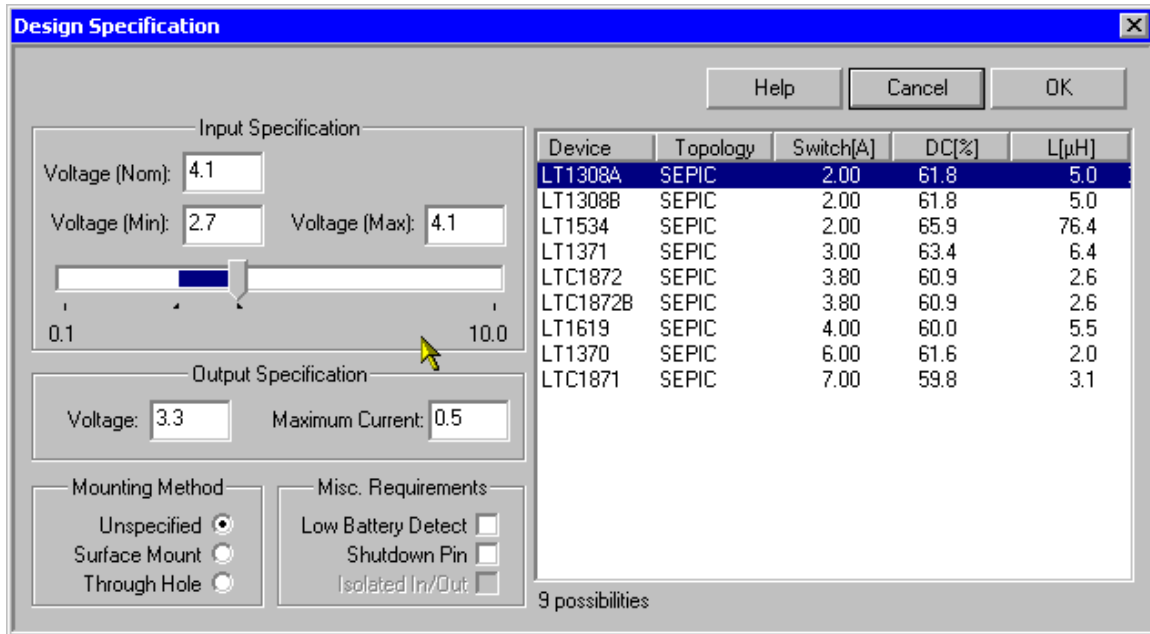 Design Specification
Help Cancel OK
Input Specification
Voltage (Nom): 4.1
Voltage (Min): 2.7 Voltage (Max): 4.1
0.1 10.0
Output Specification
Voltage: 3.3 Maximum Current: 0.5
Mounting Method
Unspecified
Surface Mount
Through Hole
Misc. Requirements
Low Battery Detect
Shutdown Pin
Isolated In/Out
Device Topology Switch[A] DC[%] L[µH]
LT1308A SEPIC 2.00 61.8 5.0
LT1308B SEPIC 2.00 61.8 5.0
LT1534 SEPIC 2.00 65.9 76.4
LT1371 SEPIC 3.00 63.4 6.4
LTC1872 SEPIC 3.80 60.9 2.6
LTC1872B SEPIC 3.80 60.9 2.6
LT1619 SEPIC 4.00 60.0 5.5
LT1370 SEPIC 6.00 61.6 2.0
LTC1871 SEPIC 7.00 59.8 3.1
9 possibilities